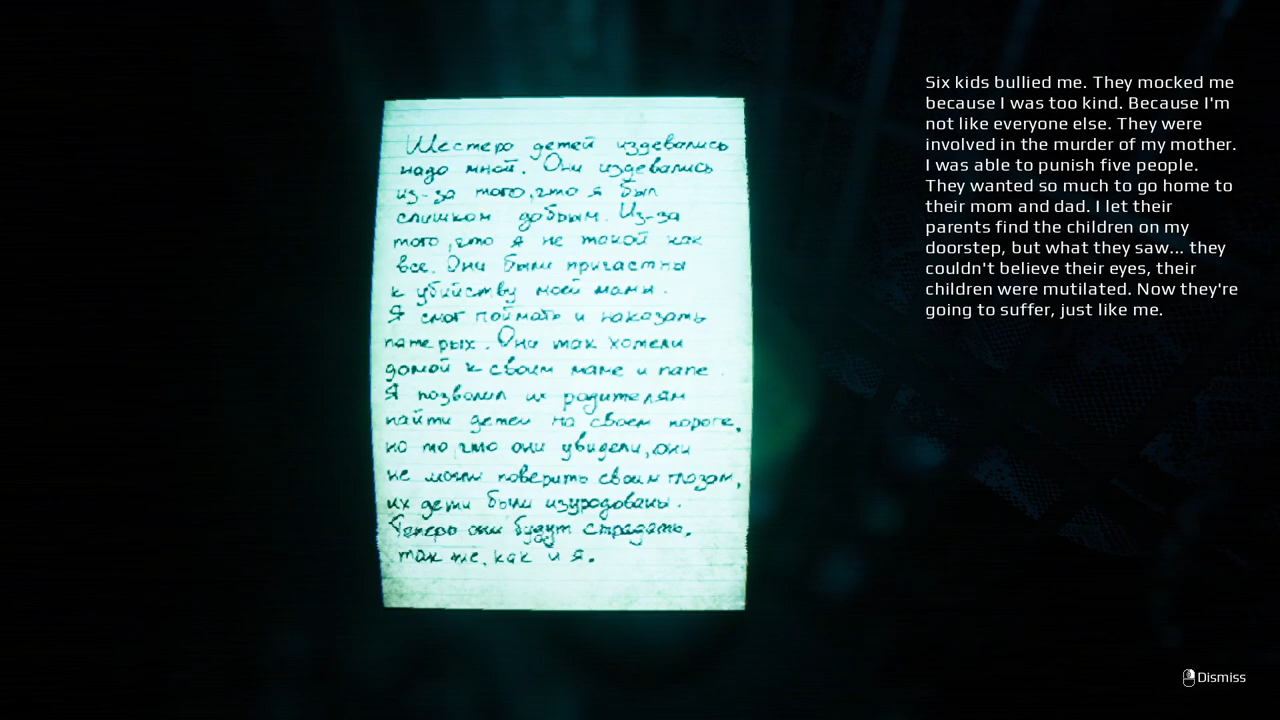 Шестеро детей издевались
надо мной. Они издевались
из-за того, что я был
слишком добрым. Из-за
того, что я не такой как
все. Они были причастны
к убийству моей мамы.
Я смог поймать и наказать
пятерых. Они так хотели
домой к своим маме и папе.
Я позволил их родителям
найти детей на своем пороге,
но то, что они увидели, они
не могли поверить своим глазам,
их дети были изуродованы.
Теперь они будут страдать,
так же, как и я.
Six kids bullied me. They mocked me
because I was too kind. Because I'm
not like everyone else. They were
involved in the murder of my mother.
I was able to punish five people.
They wanted so much to go home to
their mom and dad. I let their
parents find the children on my
doorstep, but what they saw... they
couldn't believe their eyes, their
children were mutilated. Now they're
going to suffer, just like me.
Dismiss